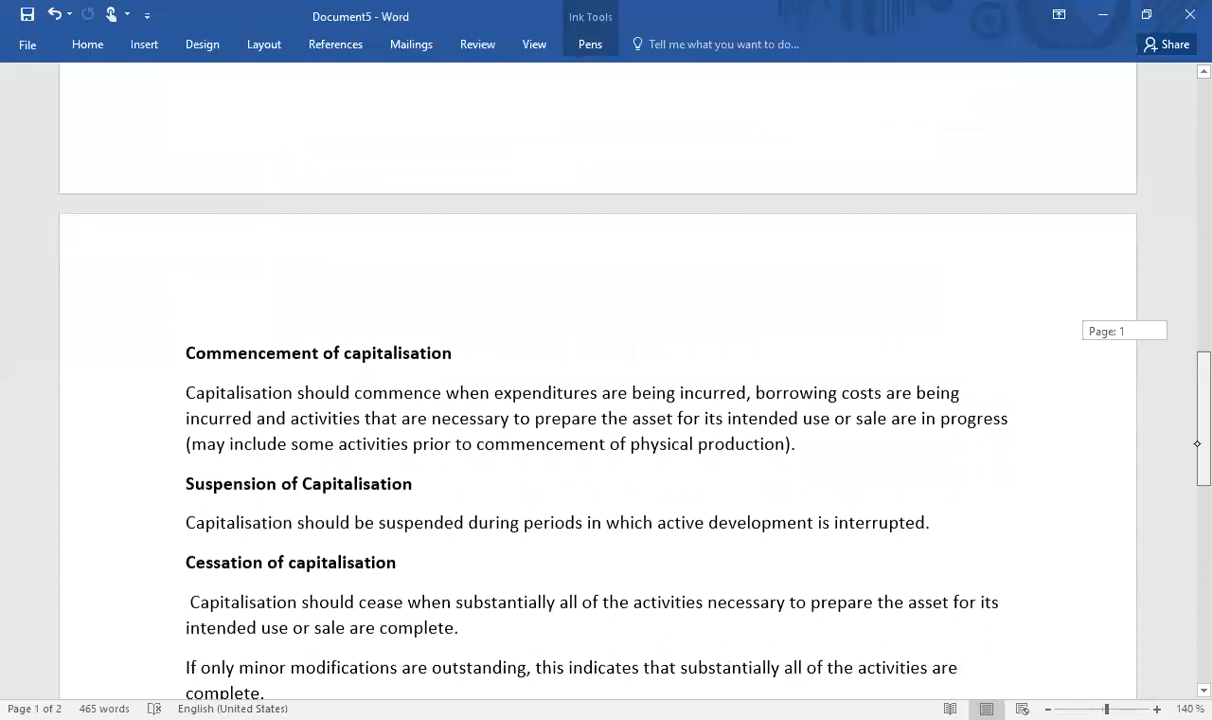 Document5 - Word
Ink Tools
File
Home
Insert
Design
Layout
References
Mailings
Review
View
Pens
Tell me what you want to do...
Share
Page: 1
Commencement of capitalisation
Capitalisation should commence when expenditures are being incurred, borrowing costs are being
incurred and activities that are necessary to prepare the asset for its intended use or sale are in progress
(may include some activities prior to commencement of physical production).
Suspension of Capitalisation
Capitalisation should be suspended during periods in which active development is interrupted.
Cessation of capitalisation
Capitalisation should cease when substantially all of the activities necessary to prepare the asset for its
intended use or sale are complete.
If only minor modifications are outstanding, this indicates that substantially all of the activities are
complete.
Page 1 of 2
465 words
English (United States)
140 %